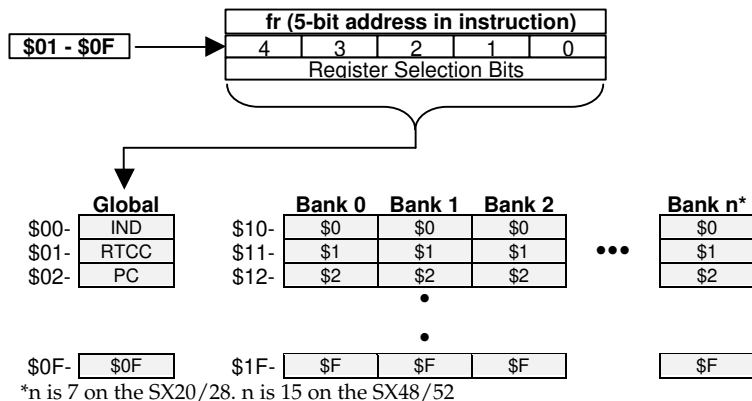 fr (5-bit address in instruction)
$01 - $0F
4 3 2 1 0
Register Selection Bits
Global Bank 0 Bank 1 Bank 2 Bank n*
$00- IND $10- $0 $0 $0 $0
$01- RTCC $11- $1 $1 $1 ••• $1
$02- PC $12- $2 $2 $2 $2
•
•
$0F- $0F $1F- $F $F $F $F
*n is 7 on the SX20/28. n is 15 on the SX48/52